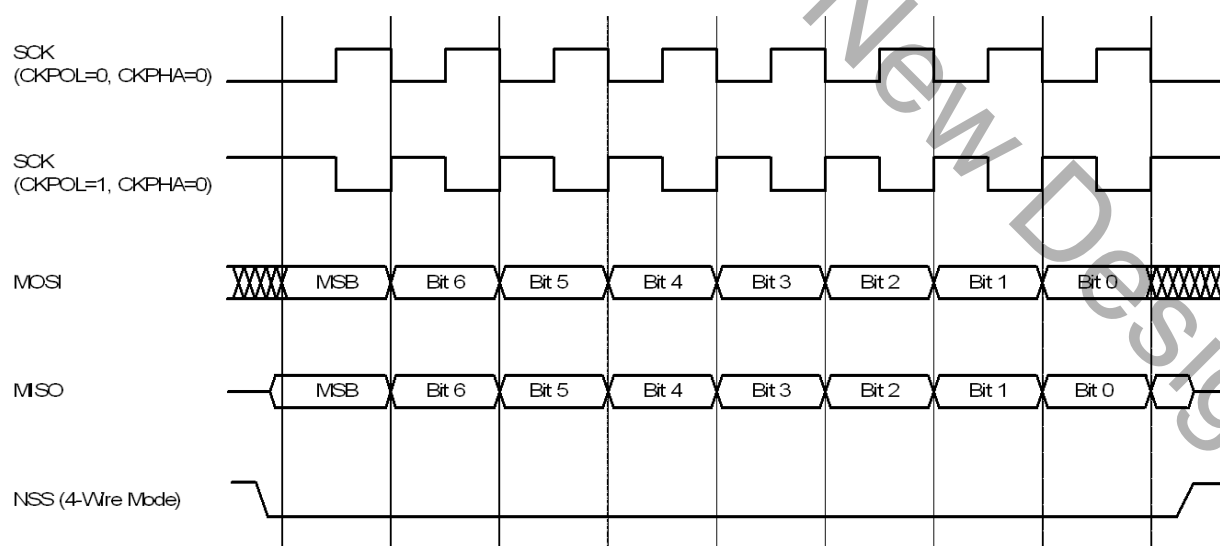 SCK
(CKPOL=0, CKPHA=0)
SCK
(CKPOL=1, CKPHA=0)
MOSI
MSB Bit 6 Bit 5 Bit 4 Bit 3 Bit 2 Bit 1 Bit 0
MISO
MSB Bit 6 Bit 5 Bit 4 Bit 3 Bit 2 Bit 1 Bit 0
NSS (4-Wire Mode)
New Desig